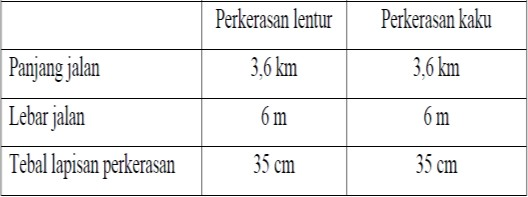 Perkerasan lentur Perkerasan kaku
Panjang jalan 3,6 km 3,6 km
Lebar jalan 6 m 6 m
Tebal lapisan perkerasan 35 cm 35 cm